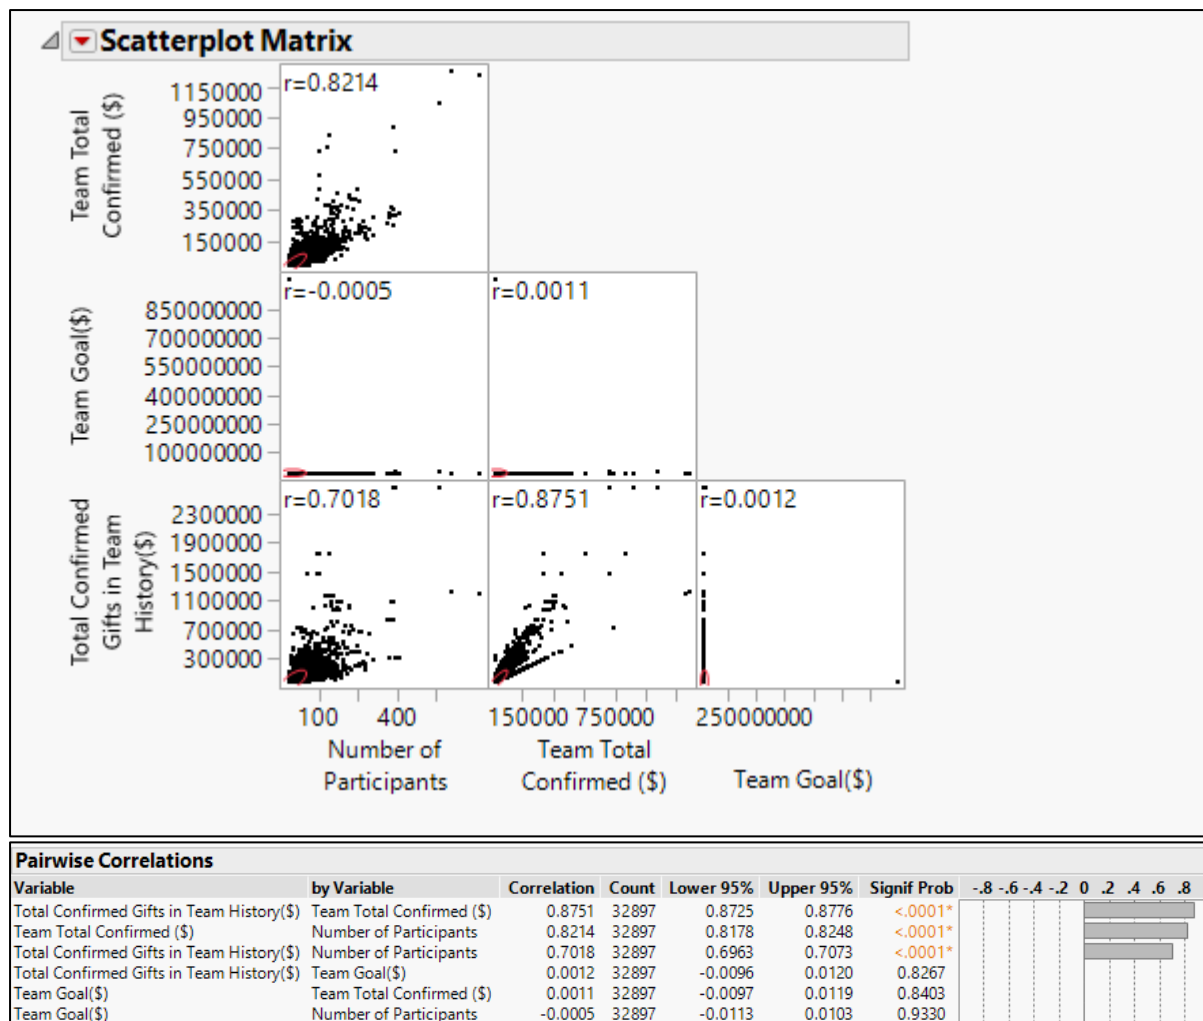 Scatterplot Matrix
Team Total
Confirmed ($)
1150000
950000
750000
550000
350000
150000
r=0.8214
Team Goal($)
850000000
700000000
550000000
400000000
250000000
100000000
r=-0.0005
r=0.0011
Total Confirmed
Gifts in Team
History($)
2300000
1900000
1500000
1100000
700000
300000
r=0.7018
r=0.8751
r=0.0012
100 400
150000 750000
250000000
Number of
Participants
Team Total
Confirmed ($)
Team Goal($)
Pairwise Correlations
Variable by Variable Correlation Count Lower 95% Upper 95% Signif Prob -.8 -.6 -.4 -.2 0 .2 .4 .6 .8
Total Confirmed Gifts in Team History($) Team Total Confirmed ($) 0.8751 32897 0.8725 0.8776 <.0001*
Team Total Confirmed ($) Number of Participants 0.8214 32897 0.8178 0.8248 <.0001*
Total Confirmed Gifts in Team History($) Number of Participants 0.7018 32897 0.6963 0.7073 <.0001*
Total Confirmed Gifts in Team History($) Team Goal($) 0.0012 32897 -0.0096 0.0120 0.8267
Team Goal($) Team Total Confirmed ($) 0.0011 32897 -0.0097 0.0119 0.8403
Team Goal($) Number of Participants -0.0005 32897 -0.0113 0.0103 0.9330